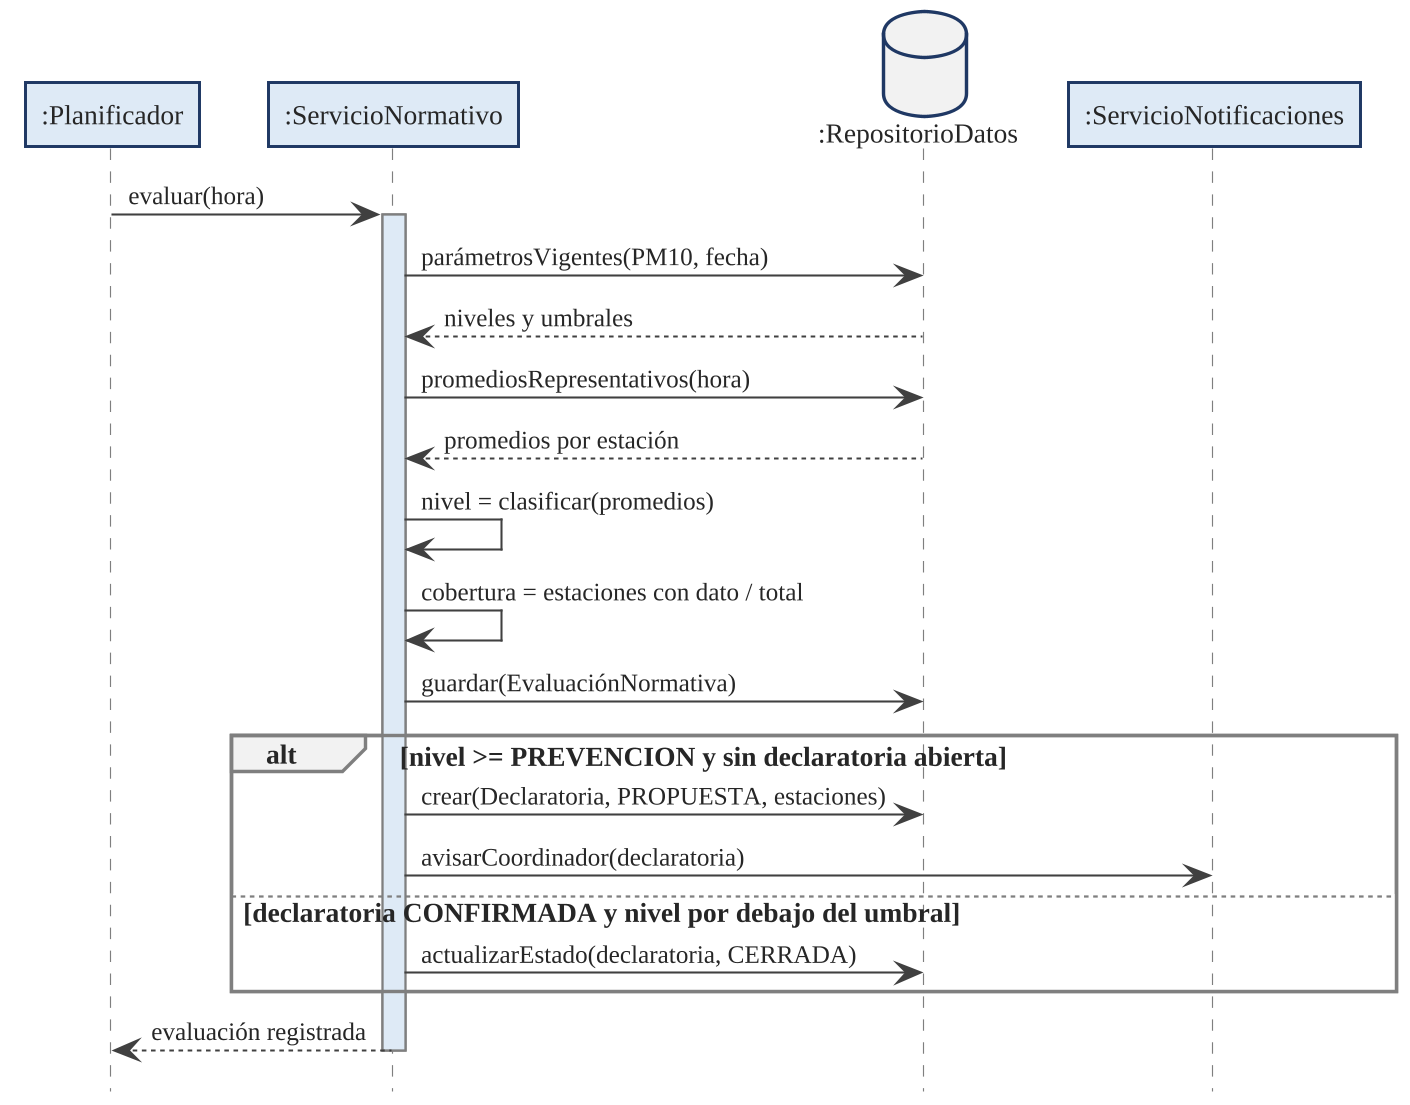 :Planificador
:ServicioNormativo
:RepositorioDatos
:ServicioNotificaciones
evaluar(hora)
parámetrosVigentes(PM10, fecha)
niveles y umbrales
promediosRepresentativos(hora)
promedios por estación
nivel = clasificar(promedios)
cobertura = estaciones con dato / total
guardar(EvaluaciónNormativa)
alt
[nivel >= PREVENCION y sin declaratoria abierta]
crear(Declaratoria, PROPUESTA, estaciones)
avisarCoordinador(declaratoria)
[declaratoria CONFIRMADA y nivel por debajo del umbral]
actualizarEstado(declaratoria, CERRADA)
evaluación registrada